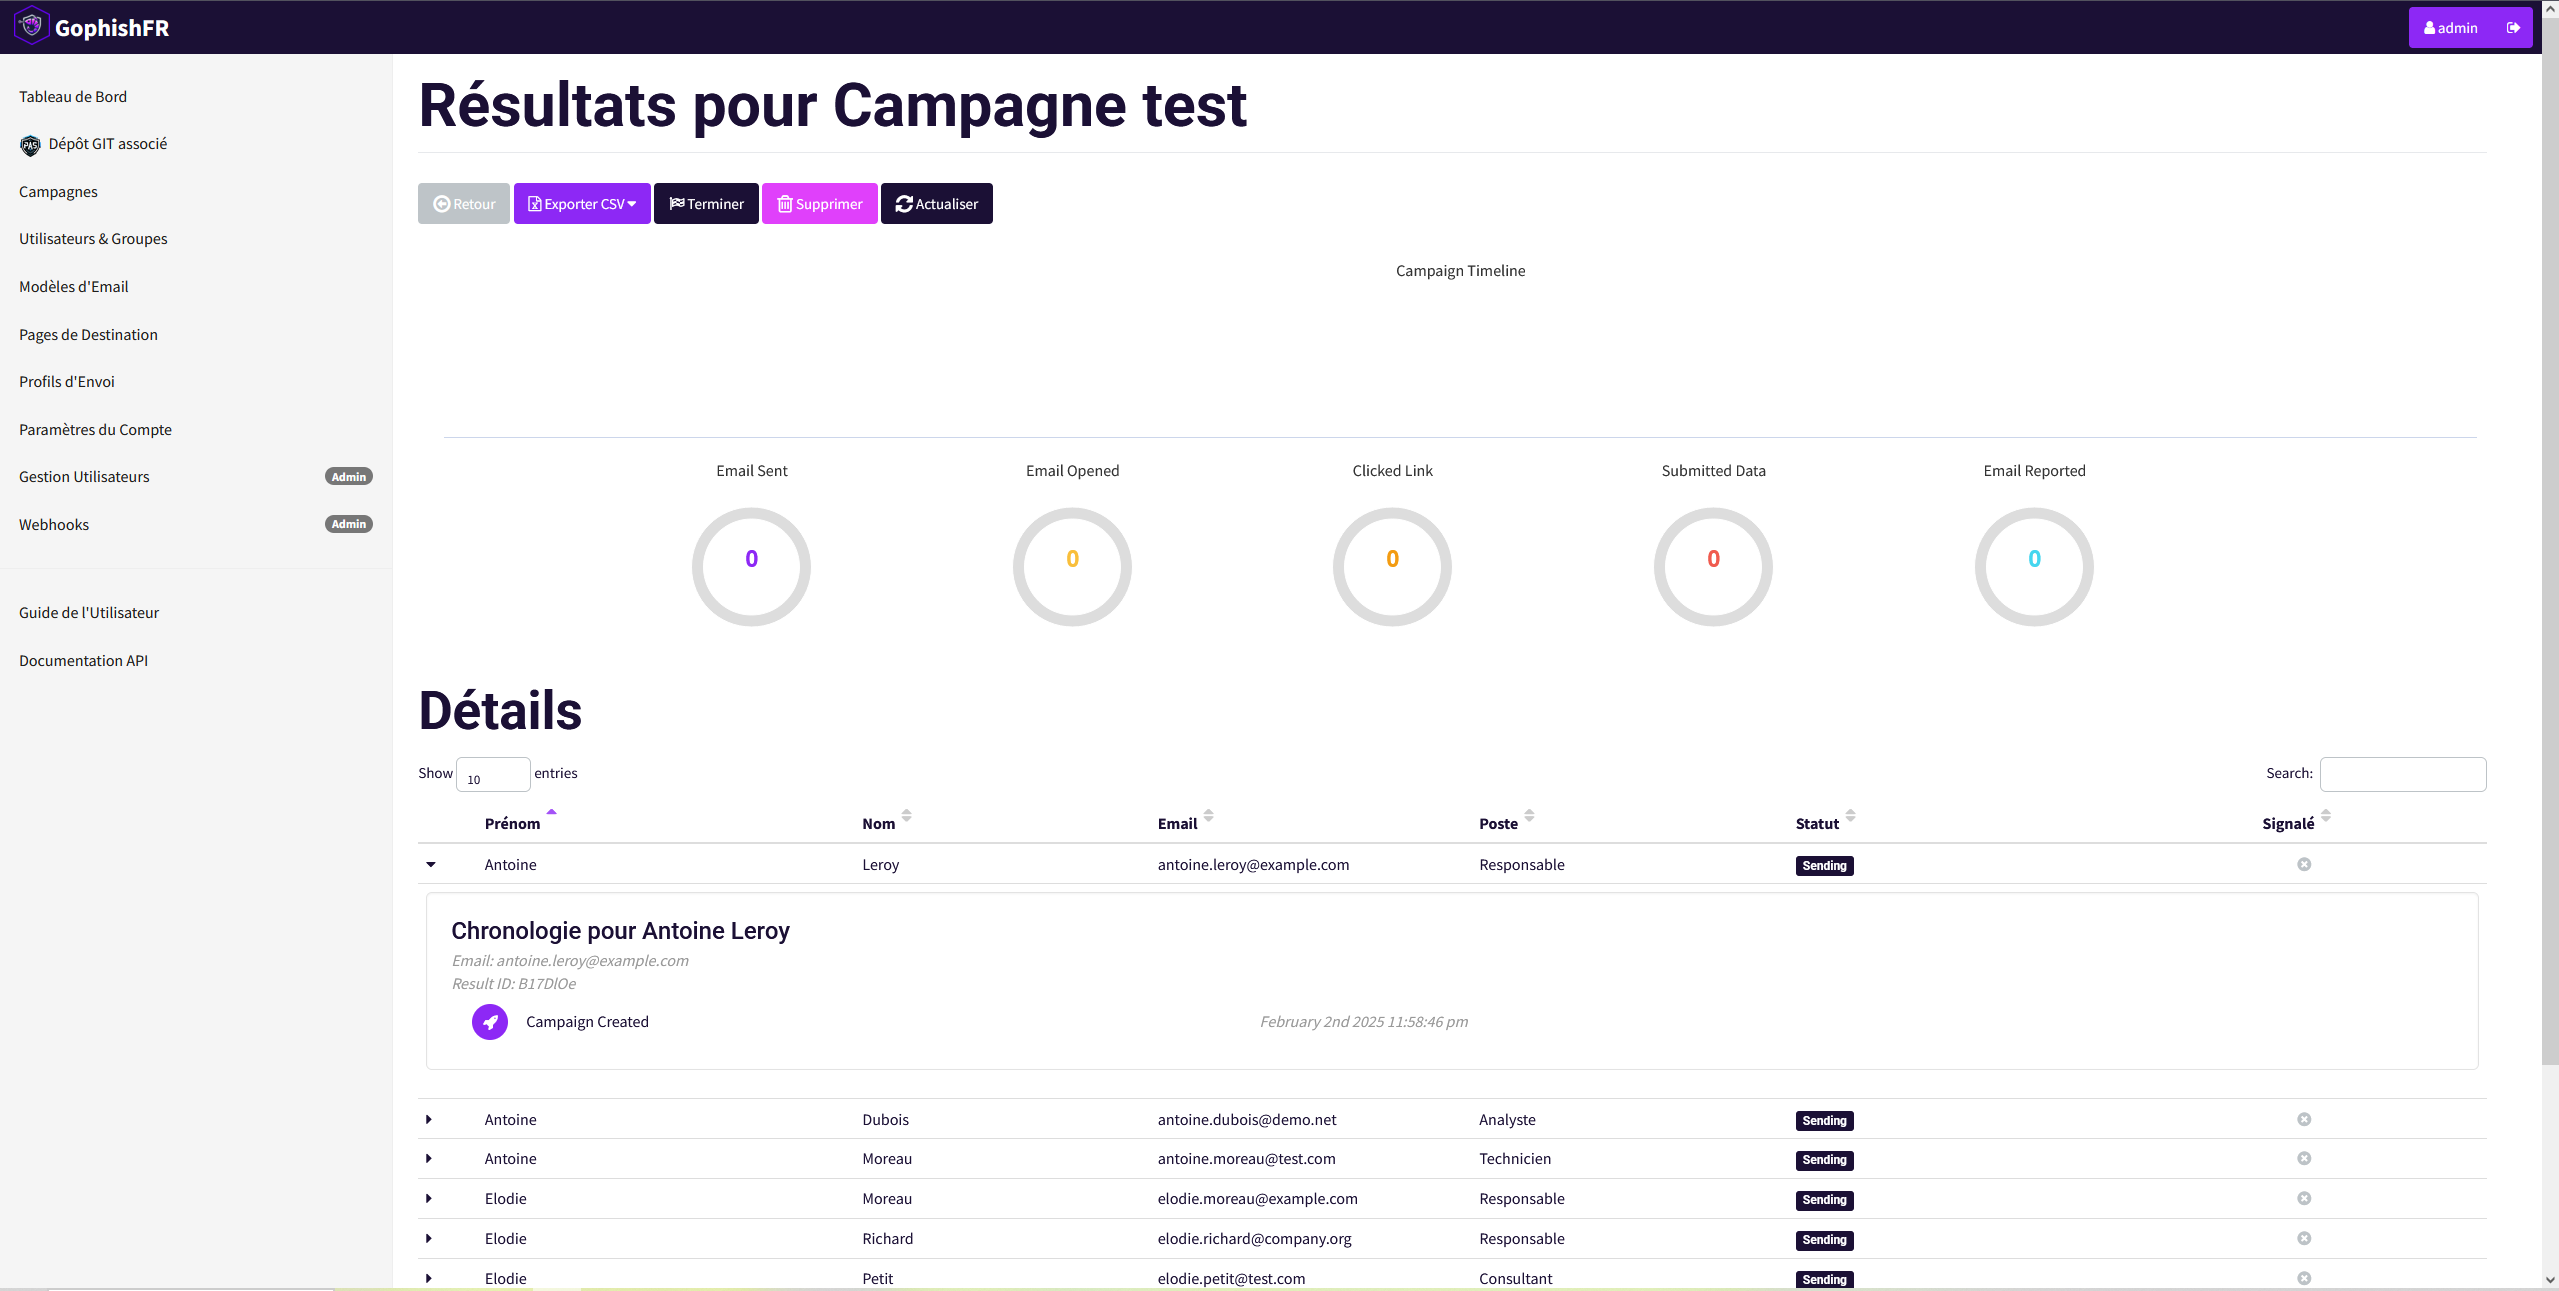 GophishFR
admin
Tableau de Bord
Dépôt GIT associé
Campagnes
Utilisateurs & Groupes
Modèles d'Email
Pages de Destination
Profils d'Envoi
Paramètres du Compte
Gestion Utilisateurs Admin
Webhooks Admin
Guide de l'Utilisateur
Documentation API
Résultats pour Campagne test
Retour Exporter CSV Terminer Supprimer Actualiser
Campaign Timeline
Email Sent Email Opened Clicked Link Submitted Data Email Reported
0 0 0 0 0
Détails
Show 10 entries Search:
Prénom Nom Email Poste Statut Signalé
Antoine Leroy antoine.leroy@example.com Responsable Sending
Chronologie pour Antoine Leroy
Email: antoine.leroy@example.com
Result ID: B17DlOe
Campaign Created February 2nd 2025 11:58:46 pm
Antoine Dubois antoine.dubois@demo.net Analyste Sending
Antoine Moreau antoine.moreau@test.com Technicien Sending
Elodie Moreau elodie.moreau@example.com Responsable Sending
Elodie Richard elodie.richard@company.org Responsable Sending
Elodie Petit elodie.petit@test.com Consultant Sending